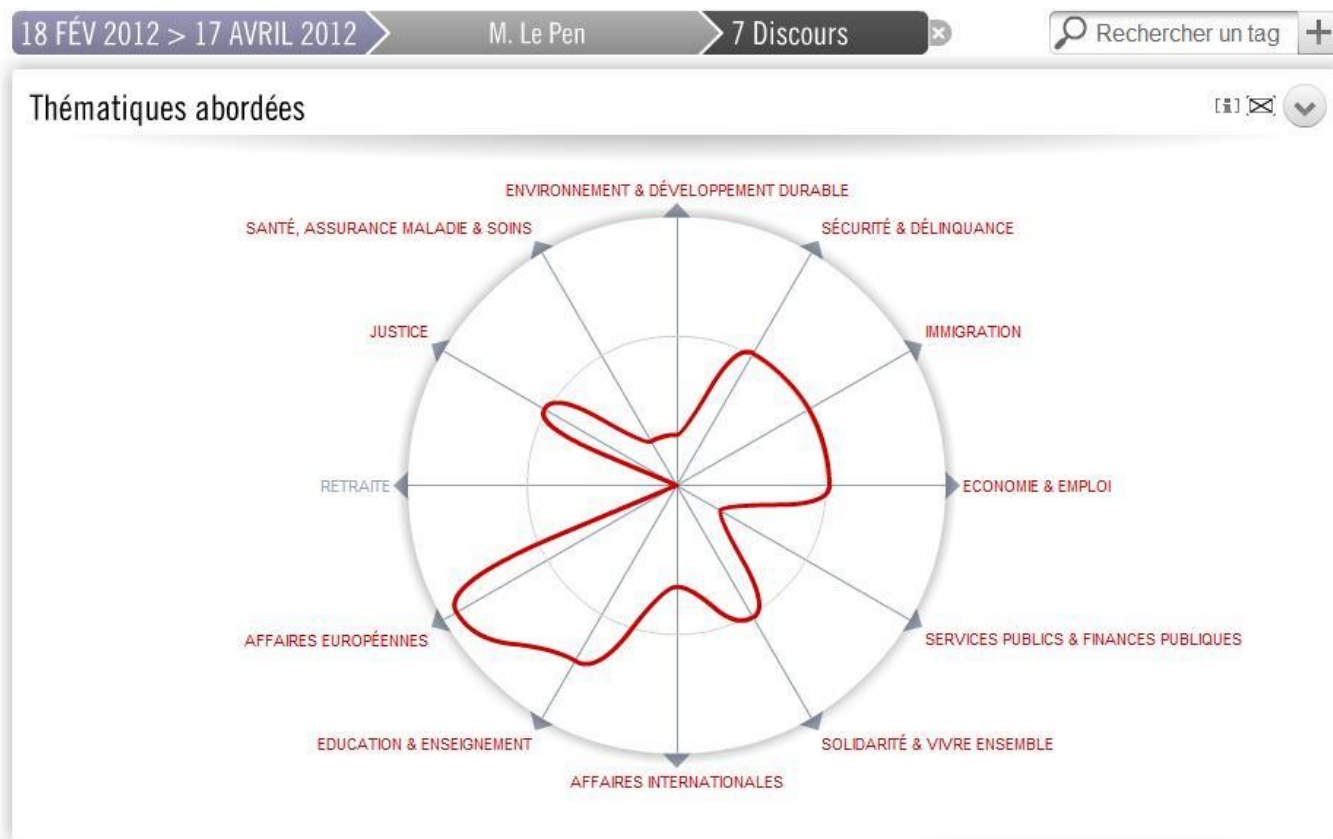 18 FÉV 2012 > 17 AVRIL 2012
M. Le Pen
7 Discours
Rechercher un tag
Thématiques abordées
[i]
ENVIRONNEMENT & DÉVELOPPEMENT DURABLE
SANTÉ, ASSURANCE MALADIE & SOINS
SÉCURITÉ & DÉLINQUANCE
JUSTICE
IMMIGRATION
RETRAITE
ECONOMIE & EMPLOI
AFFAIRES EUROPÉENNES
SERVICES PUBLICS & FINANCES PUBLIQUES
EDUCATION & ENSEIGNEMENT
SOLIDARITÉ & VIVRE ENSEMBLE
AFFAIRES INTERNATIONALES